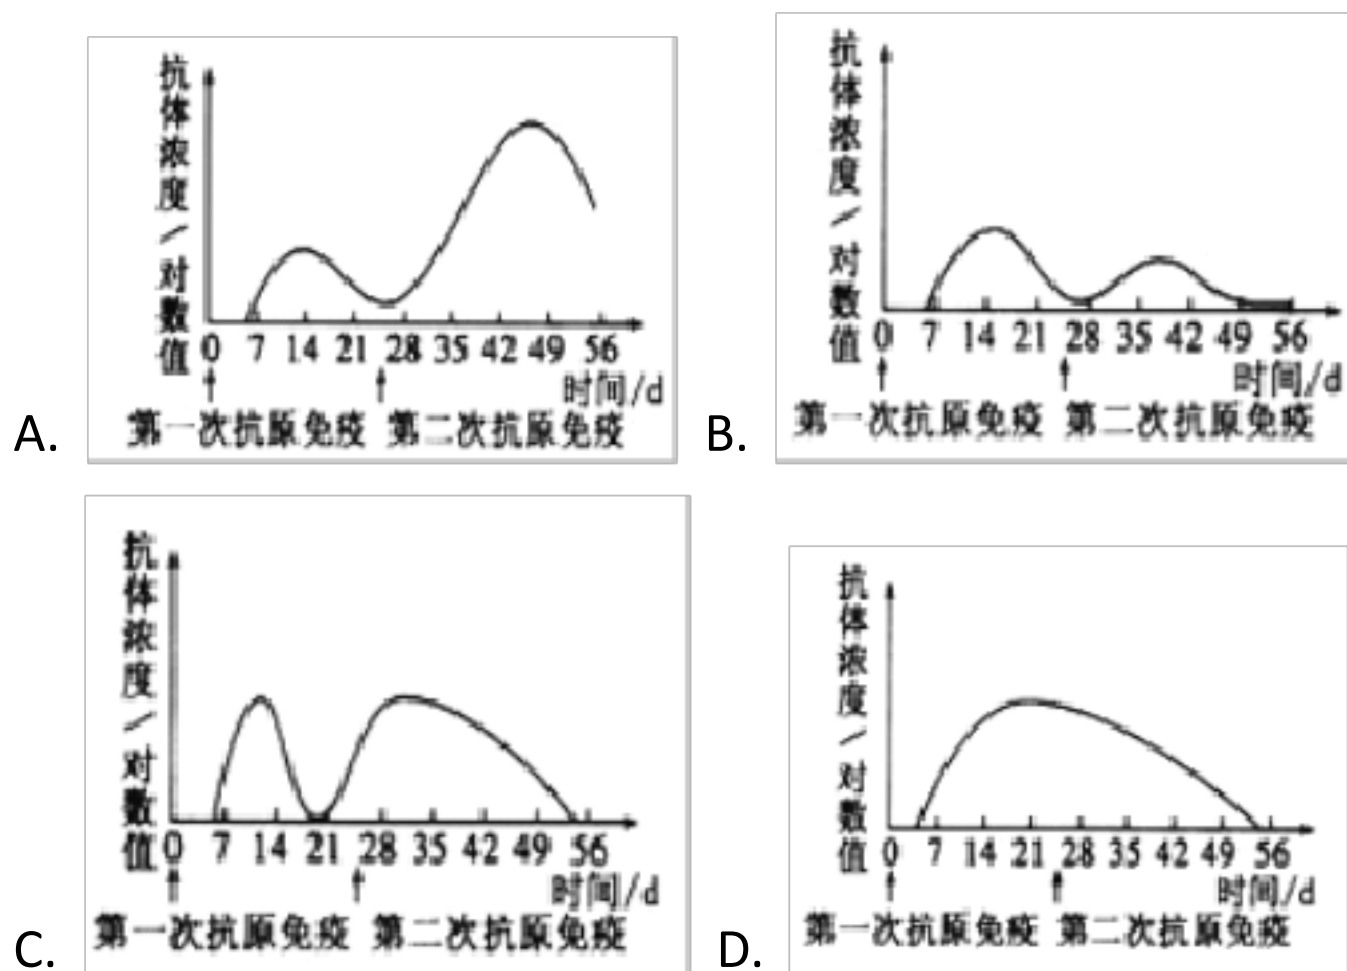 抗体浓度/对数值
0 7 14 21 28 35 42 49 56
时间/d
第一次抗原免疫 第二次抗原免疫
A.
抗体浓度/对数值
0 7 14 21 28 35 42 49 56
时间/d
第一次抗原免疫 第二次抗原免疫
B.
抗体浓度/对数值
0 7 14 21 28 35 42 49 56
时间/d
第一次抗原免疫 第二次抗原免疫
C.
抗体浓度/对数值
0 7 14 21 28 35 42 49 56
时间/d
第一次抗原免疫 第二次抗原免疫
D.